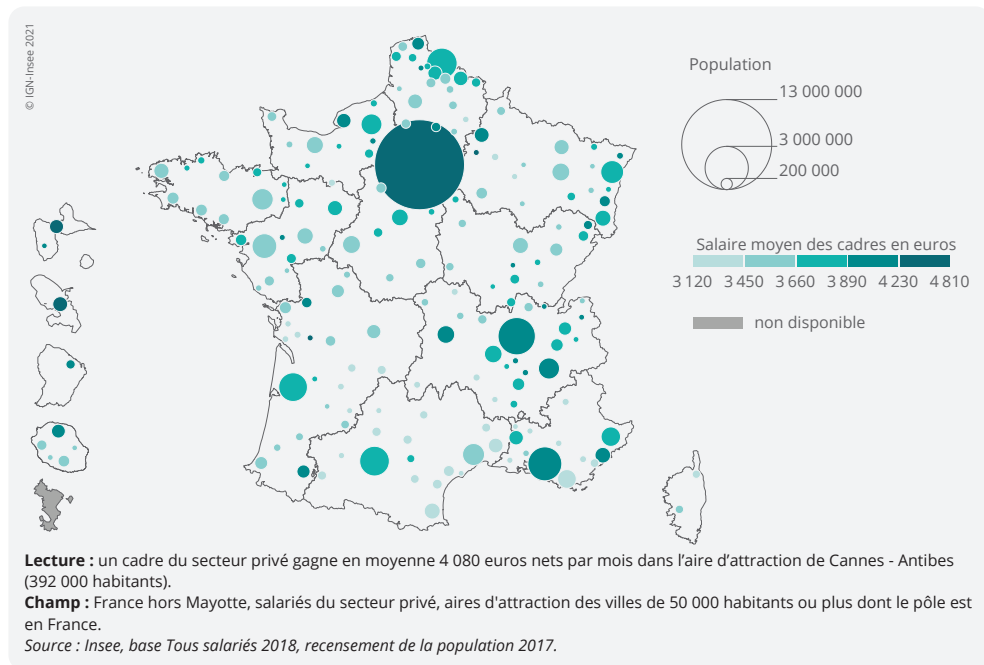 © IGN-Insee 2021
Population
13 000 000
3 000 000
200 000
Salaire moyen des cadres en euros
3 120 3 450 3 660 3 890 4 230 4 810
non disponible
Lecture : un cadre du secteur privé gagne en moyenne 4 080 euros nets par mois dans l’aire d’attraction de Cannes - Antibes
(392 000 habitants).
Champ : France hors Mayotte, salariés du secteur privé, aires d'attraction des villes de 50 000 habitants ou plus dont le pôle est
en France.
Source : Insee, base Tous salariés 2018, recensement de la population 2017.